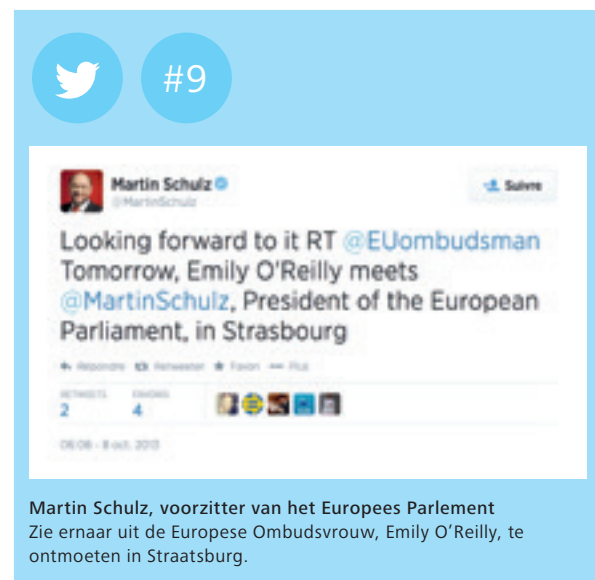 #9
Martin Schulz
@MartinSchulz
Suivre
Looking forward to it RT @EUombudsman
Tomorrow, Emily O'Reilly meets
@MartinSchulz, President of the European
Parliament, in Strasbourg
Répondre Retweeter Favori Plus
RETWEETS FAVORIS
2 4
06:06 - 8 oct. 2013
Martin Schulz, voorzitter van het Europees Parlement
Zie ernaar uit de Europese Ombudsvrouw, Emily O’Reilly, te
ontmoeten in Straatsburg.